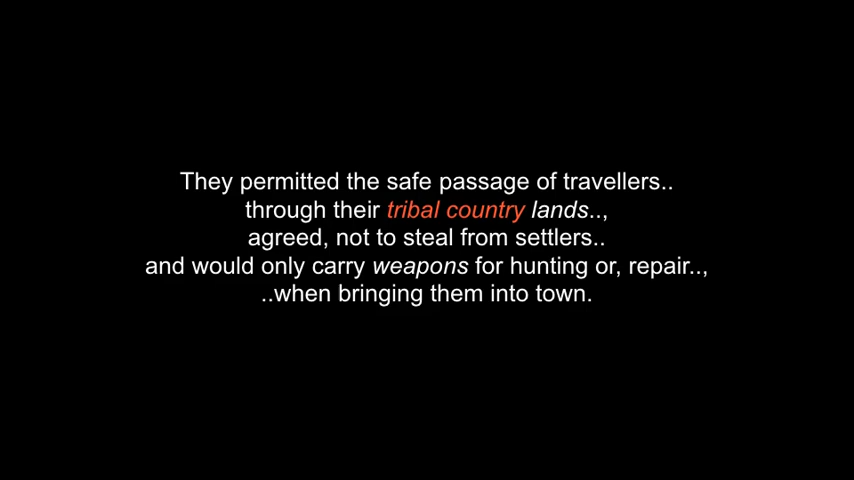 They permitted the safe passage of travellers..
through their tribal country lands..,
agreed, not to steal from settlers..
and would only carry weapons for hunting or, repair..,
..when bringing them into town.